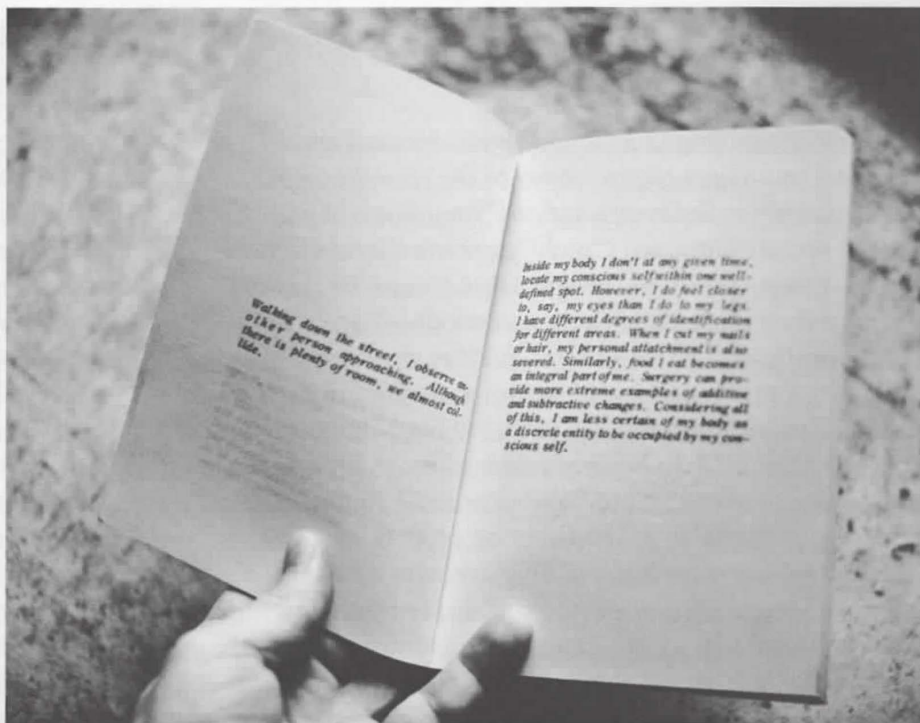 Walking down the street, I observe an-
other person approaching. Although
there is plenty of room, we almost col-
lide.
Inside my body I don't at any given time,
locate my conscious self within one well-
defined spot. However, I do feel closer
to, say, my eyes than I do to my legs.
I have different degrees of identification
for different areas. When I cut my nails
or hair, my personal attatchment is also
severed. Similarly, food I eat becomes
an integral part of me. Surgery can pro-
vide more extreme examples of additive
and subtractive changes. Considering all
of this, I am less certain of my body as
a discrete entity to be occupied by my con-
scious self.